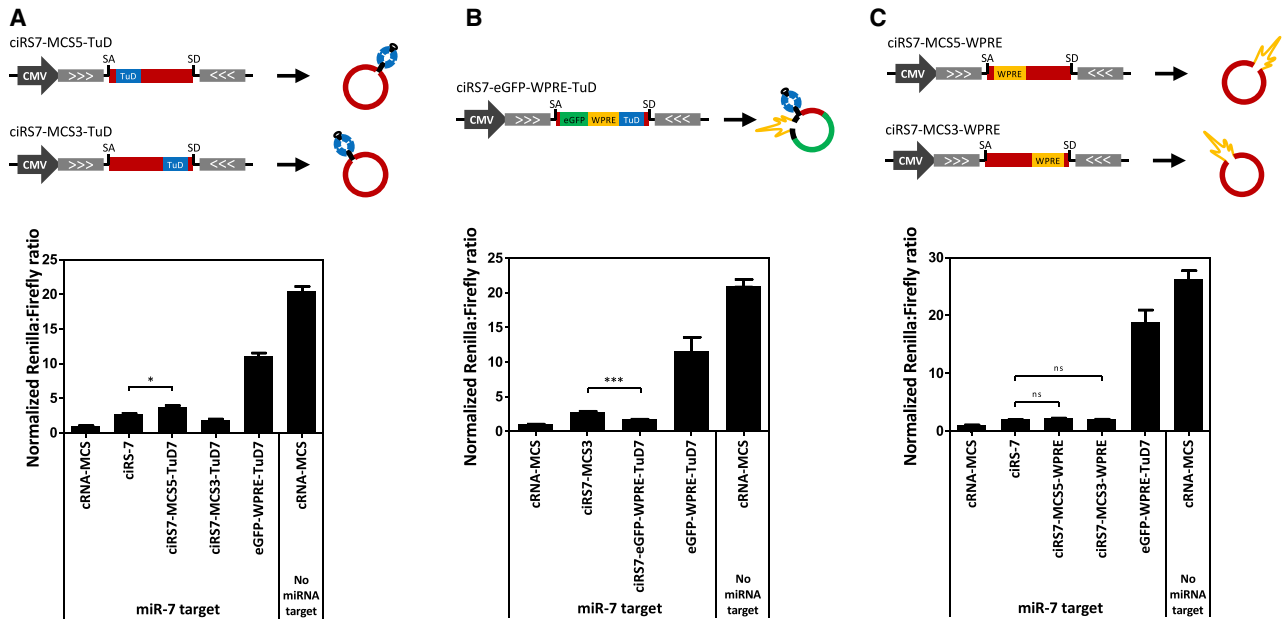 A
ciRS7-MCS5-TuD
SA SD
CMV >>> TuD <<<
ciRS7-MCS3-TuD
SA SD
CMV >>> TuD <<<
Normalized Renilla:Firefly ratio
25
20
15
10
5
0
*
cRNA-MCS
ciRS-7
ciRS7-MCS5-TuD7
ciRS7-MCS3-TuD7
eGFP-WPRE-TuD7
cRNA-MCS
miR-7 target
No
miRNA
target
B
ciRS7-eGFP-WPRE-TuD
SA SD
CMV >>> eGFP WPRE TuD <<<
Normalized Renilla:Firefly ratio
25
20
15
10
5
0
***
cRNA-MCS
ciRS7-MCS3
ciRS7-eGFP-WPRE-TuD7
eGFP-WPRE-TuD7
cRNA-MCS
miR-7 target
No
miRNA
target
C
ciRS7-MCS5-WPRE
SA SD
CMV >>> WPRE <<<
ciRS7-MCS3-WPRE
SA SD
CMV >>> WPRE <<<
Normalized Renilla:Firefly ratio
30
20
10
0
ns
ns
cRNA-MCS
ciRS-7
ciRS7-MCS5-WPRE
ciRS7-MCS3-WPRE
eGFP-WPRE-TuD7
cRNA-MCS
miR-7 target
No
miRNA
target